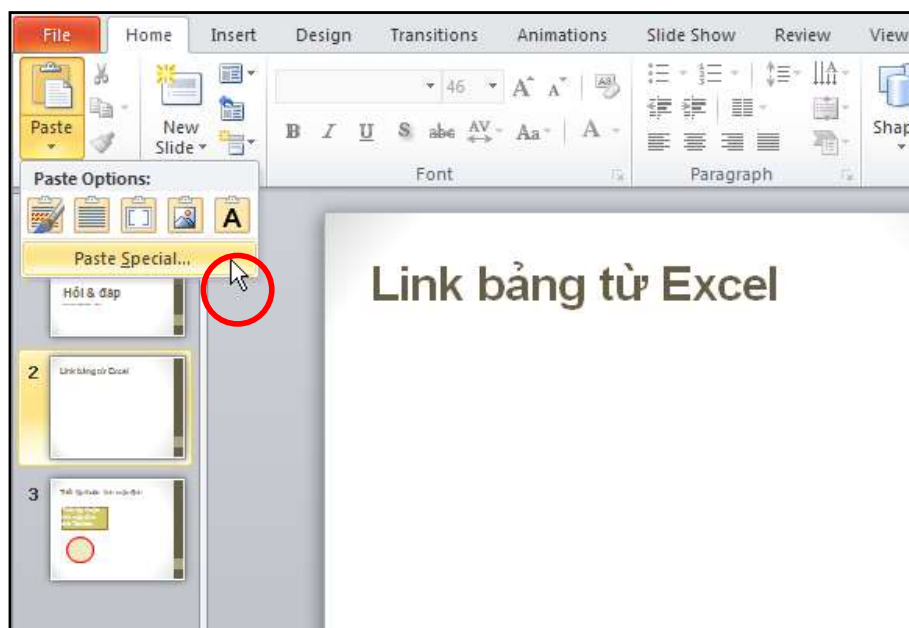 File Home Insert Design Transitions Animations Slide Show Review View
46 A A
Paste New Slide
B I U S abc AV Aa A
Shap
Font Paragraph
Paste Options:
A
Paste Special...
Link bảng từ Excel
Hỏi & đáp
2 Link bảng từ Excel
3